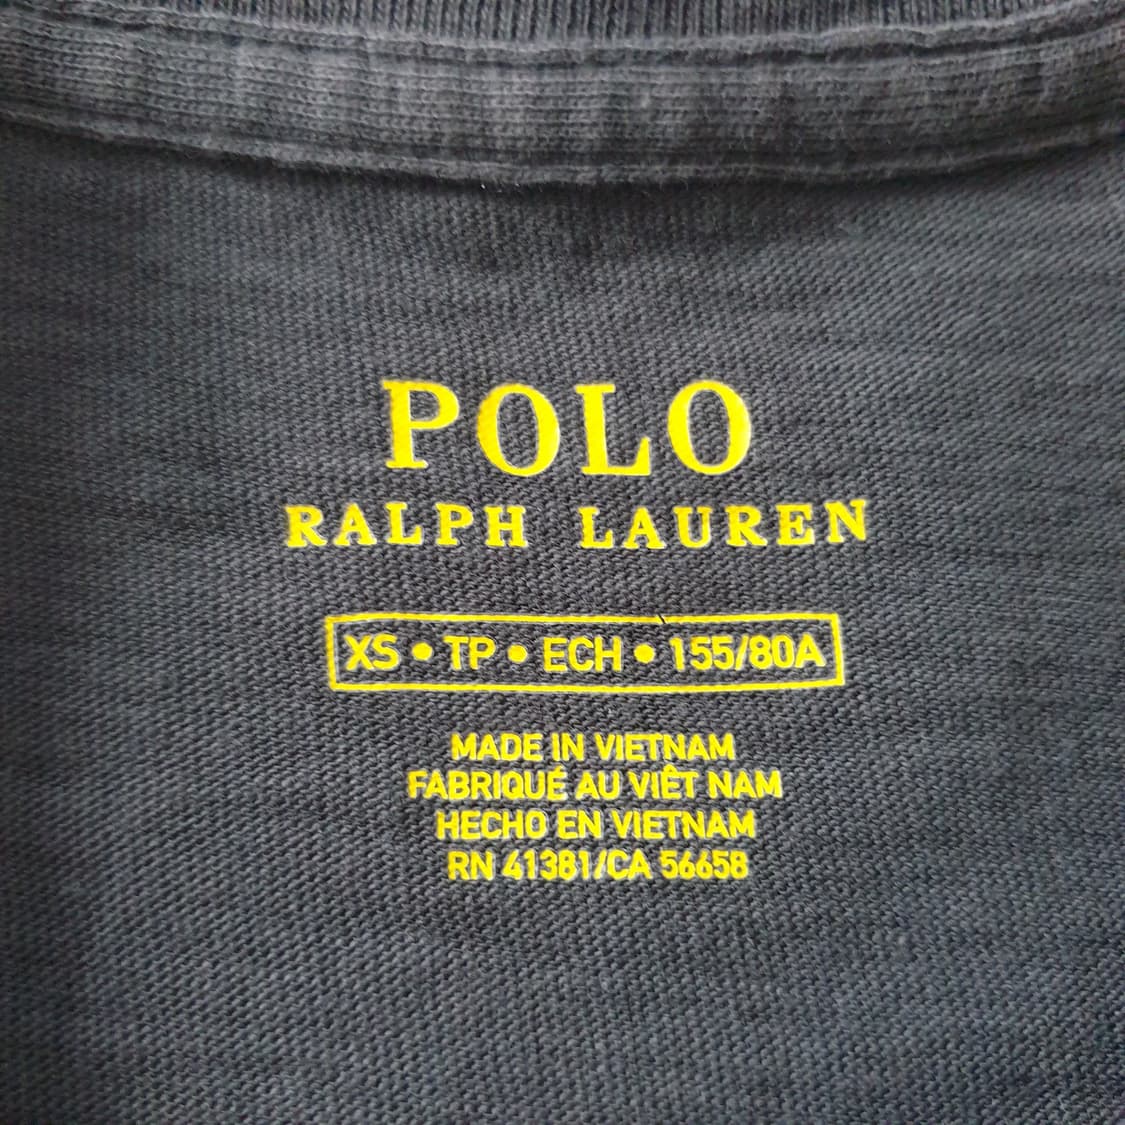 POLO
RALPH LAUREN
XS • TP • ECH • 155/80A
MADE IN VIETNAM
FABRIQUÉ AU VIÊT NAM
HECHO EN VIETNAM
RN 41381/CA 56658